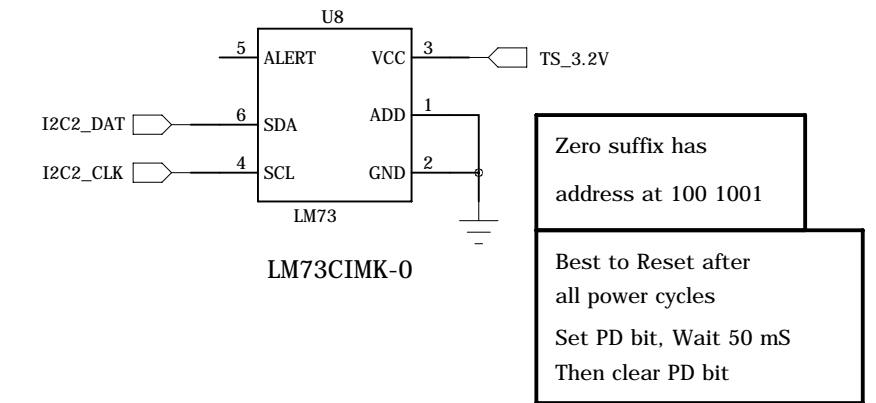 U8
5 ALERT VCC 3 TS_3.2V
I2C2_DAT 6 SDA ADD 1
I2C2_CLK 4 SCL GND 2
LM73
LM73CIMK-0
Zero suffix has
address at 100 1001
Best to Reset after
all power cycles
Set PD bit, Wait 50 mS
Then clear PD bit